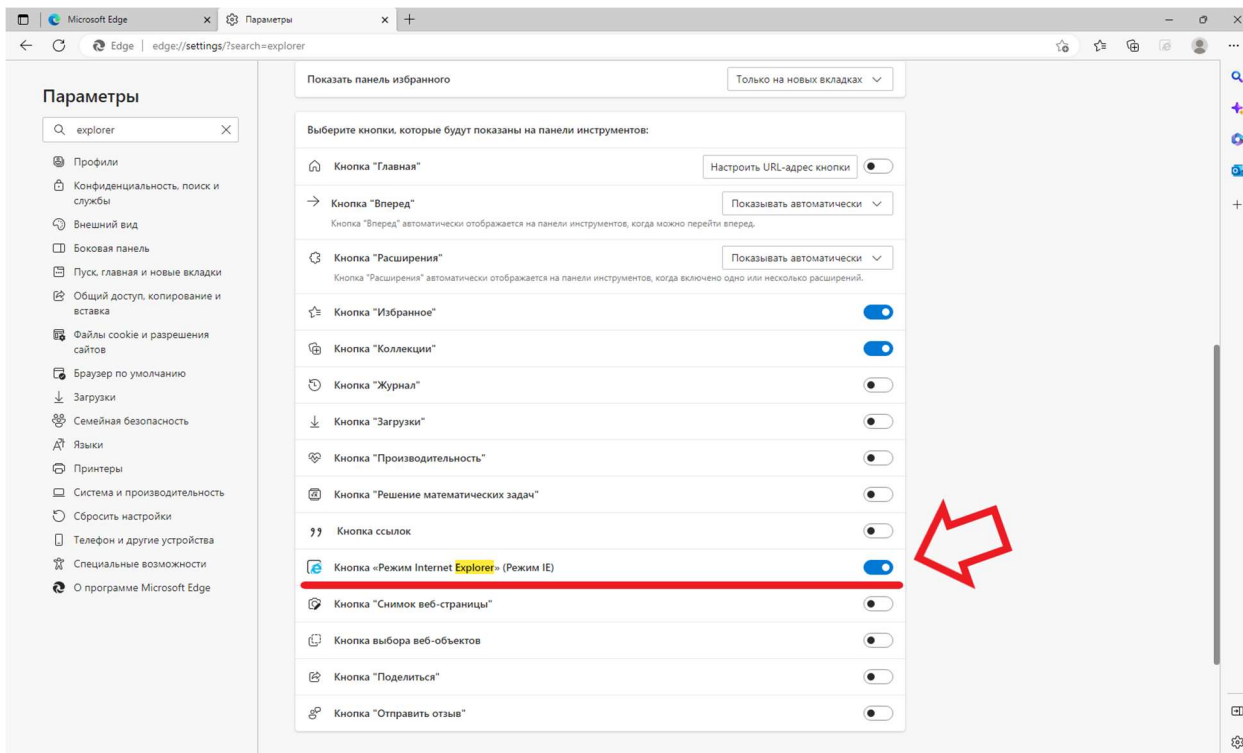 Microsoft Edge
Параметры
Edge | edge://settings/?search=explorer
Параметры
explorer
Профили
Конфиденциальность, поиск и
службы
Внешний вид
Боковая панель
Пуск, главная и новые вкладки
Общий доступ, копирование и
вставка
Файлы cookie и разрешения
сайтов
Браузер по умолчанию
Загрузки
Семейная безопасность
Языки
Принтеры
Система и производительность
Сбросить настройки
Телефон и другие устройства
Специальные возможности
О программе Microsoft Edge
Показать панель избранного
Только на новых вкладках
Выберите кнопки, которые будут показаны на панели инструментов:
Кнопка "Главная"
Настроить URL-адрес кнопки
Кнопка "Вперед"
Показывать автоматически
Кнопка "Вперед" автоматически отображается на панели инструментов, когда можно перейти вперед.
Кнопка "Расширения"
Показывать автоматически
Кнопка "Расширения" автоматически отображается на панели инструментов, когда включено одно или несколько расширений.
Кнопка "Избранное"
Кнопка "Коллекции"
Кнопка "Журнал"
Кнопка "Загрузки"
Кнопка "Производительность"
Кнопка "Решение математических задач"
Кнопка ссылок
Кнопка «Режим Internet Explorer» (Режим IE)
Кнопка "Снимок веб-страницы"
Кнопка выбора веб-объектов
Кнопка "Поделиться"
Кнопка "Отправить отзыв"